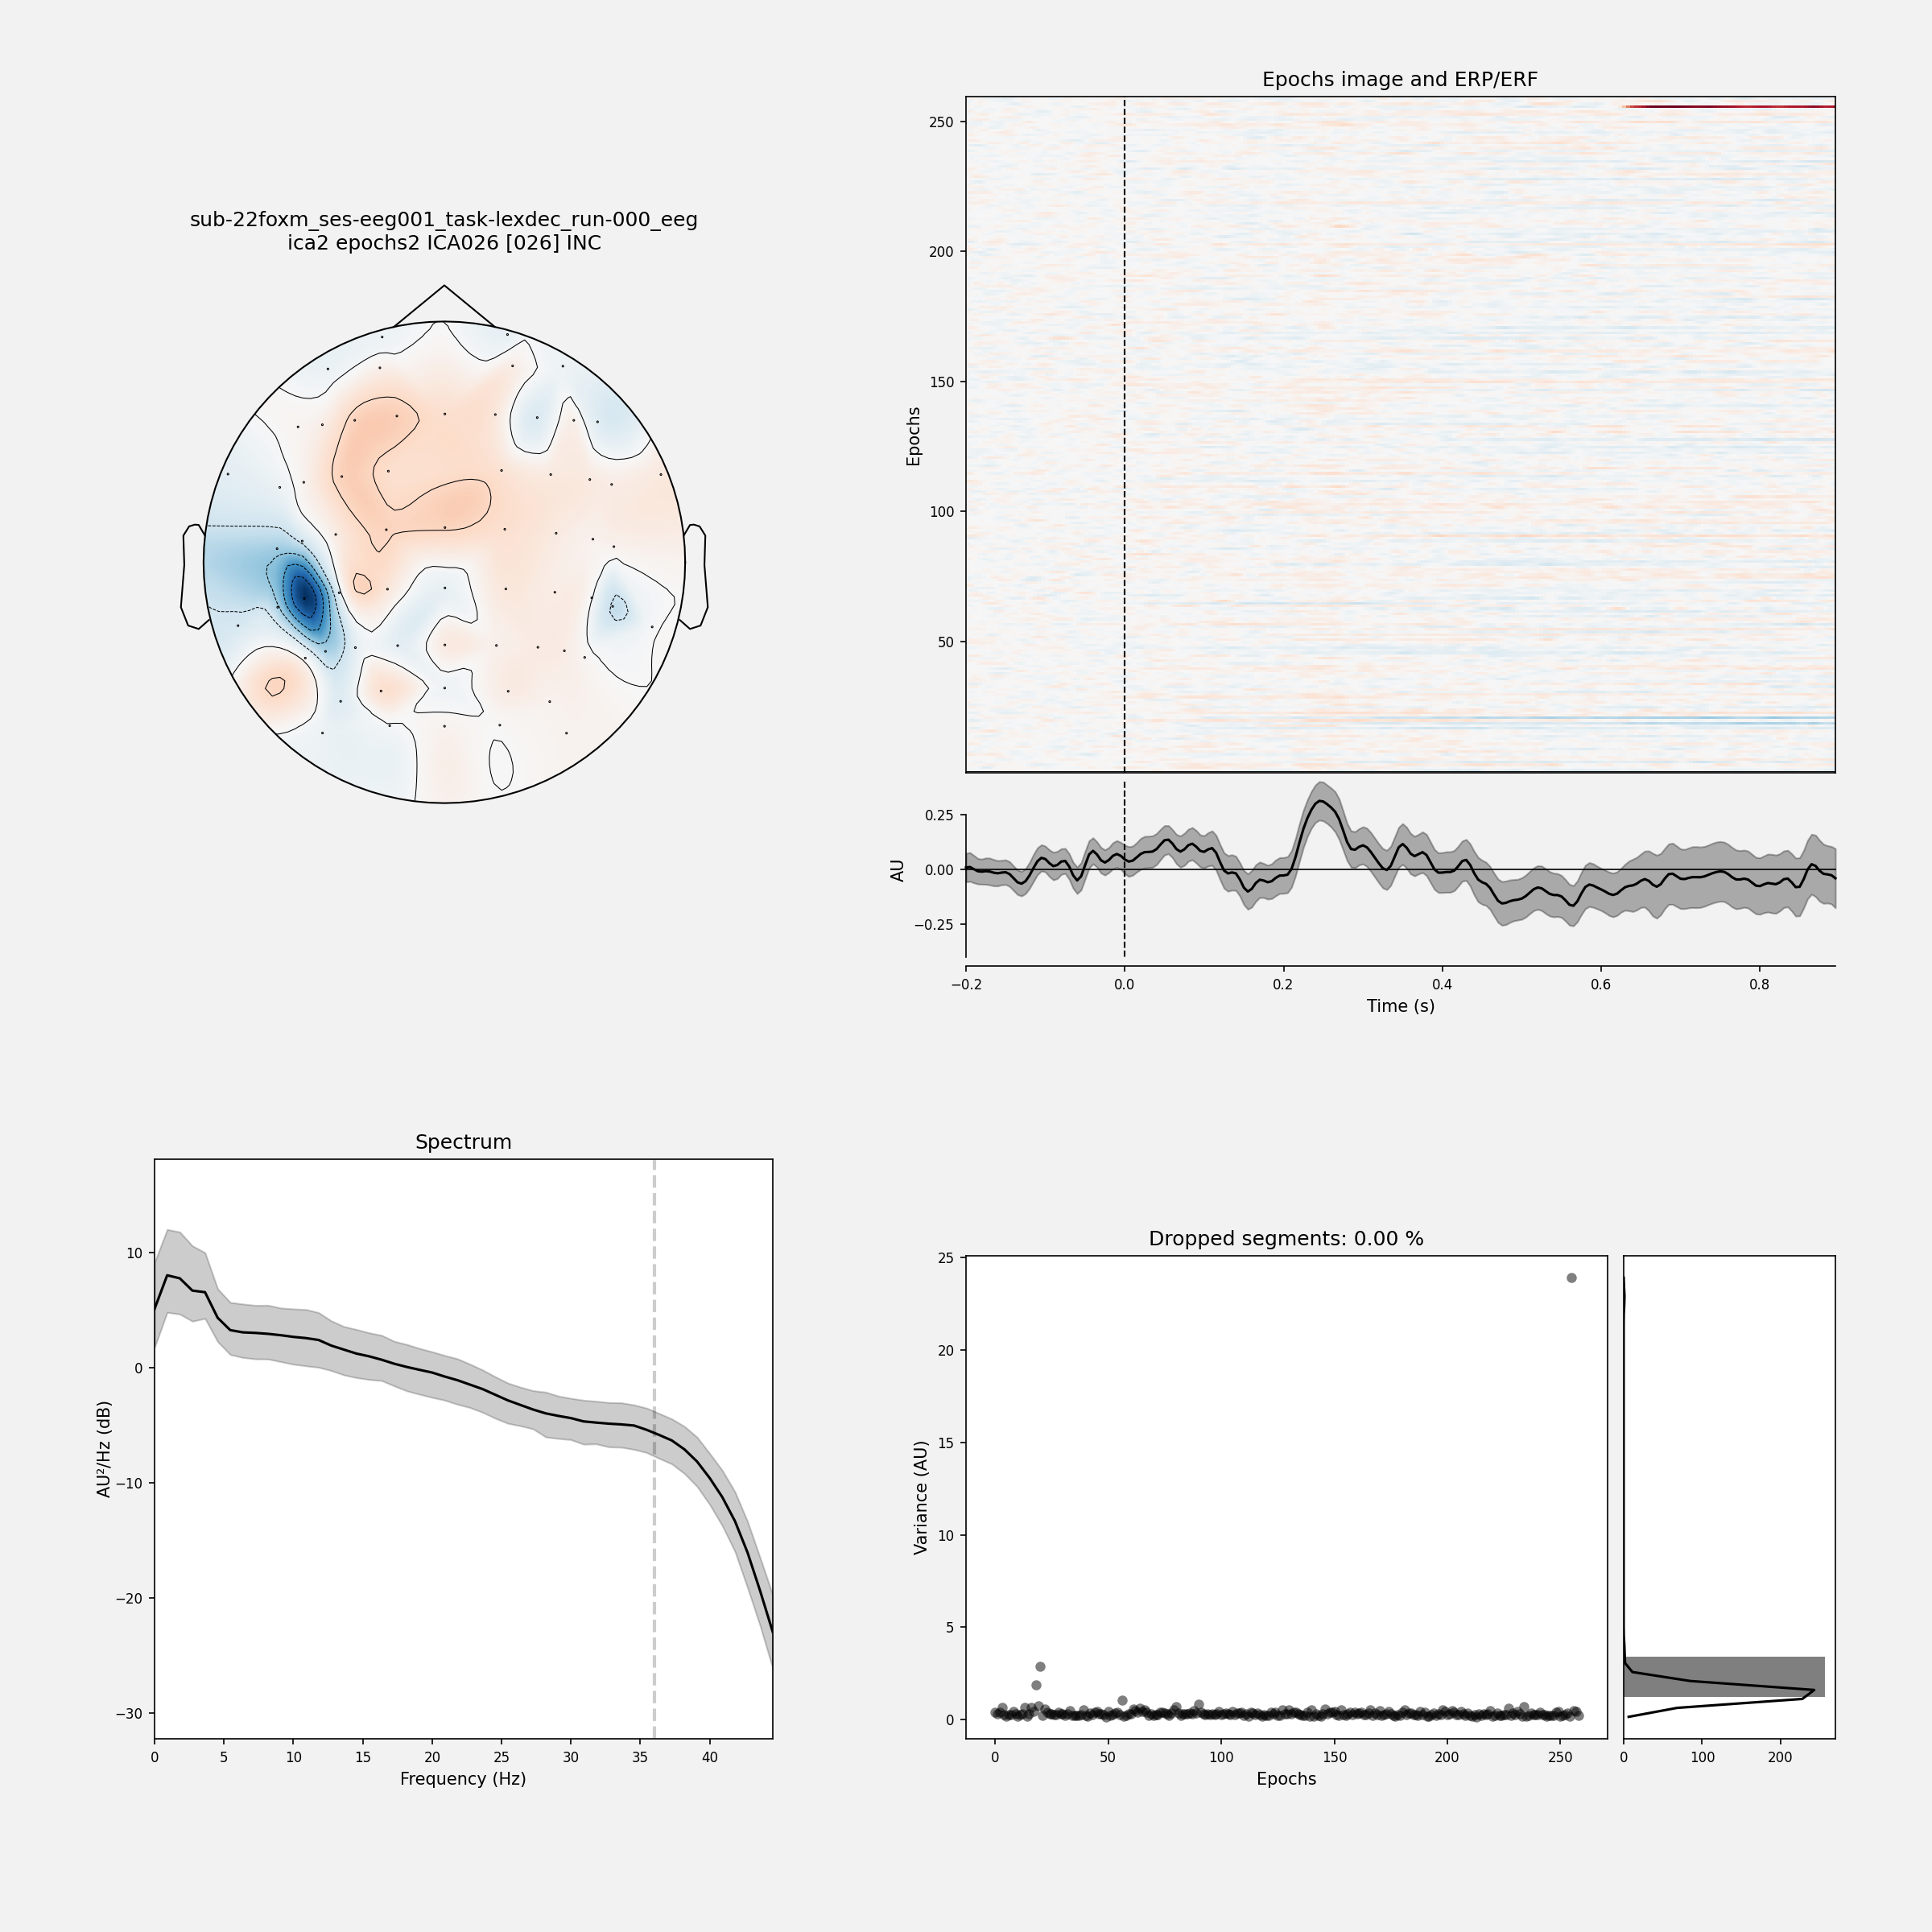 sub-22foxm_ses-eeg001_task-lexdec_run-000_eeg
ica2 epochs2 ICA026 [026] INC
Epochs image and ERP/ERF
Epochs
250
200
150
100
50
AU
0.25
0.00
−0.25
−0.2 0.0 0.2 0.4 0.6 0.8
Time (s)
Spectrum
AU²/Hz (dB)
10
0
−10
−20
−30
0 5 10 15 20 25 30 35 40
Frequency (Hz)
Dropped segments: 0.00 %
Variance (AU)
25
20
15
10
5
0
0 50 100 150 200 250
Epochs
0 100 200